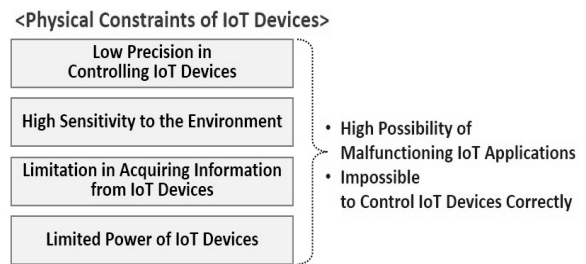 <Physical Constraints of IoT Devices>
Low Precision in
Controlling IoT Devices
High Sensitivity to the Environment
Limitation in Acquiring Information
from IoT Devices
Limited Power of IoT Devices
• High Possibility of
Malfunctioning IoT Applications
• Impossible
to Control IoT Devices Correctly